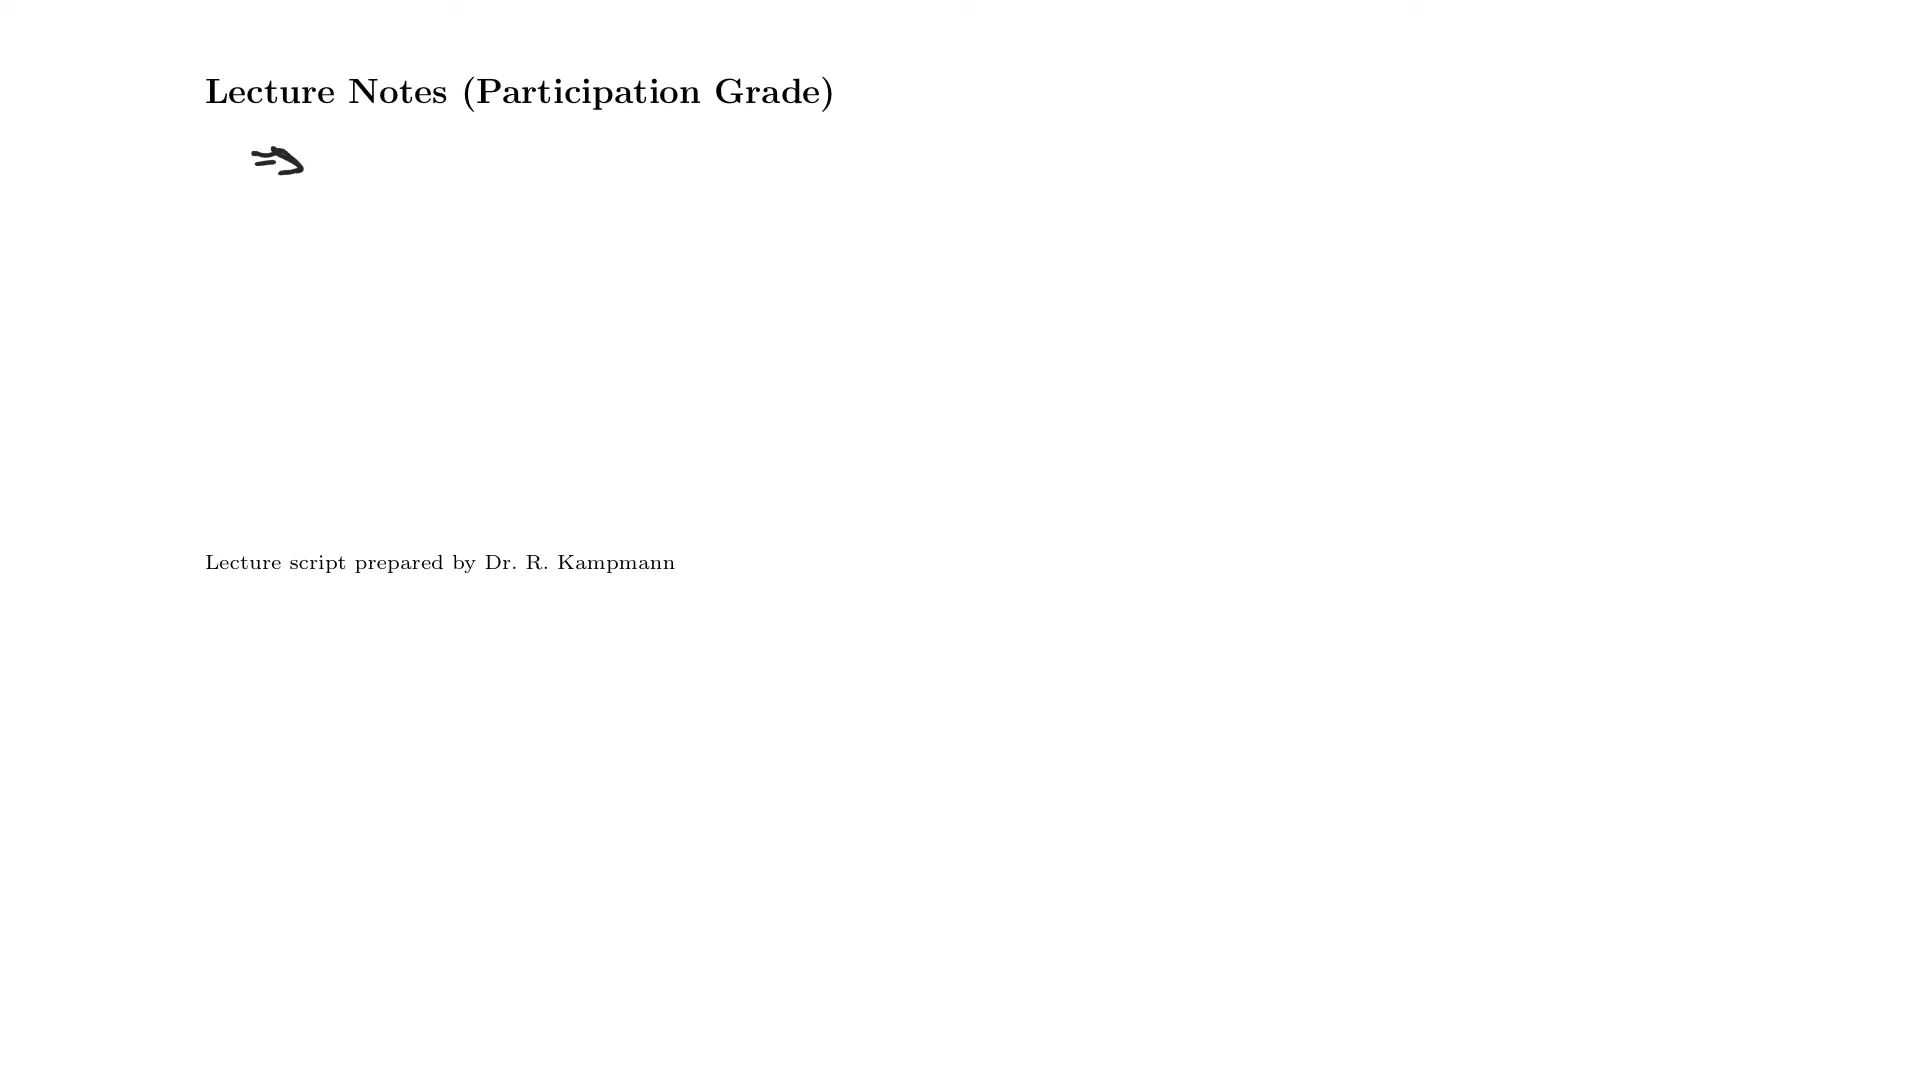 Lecture Notes (Participation Grade)
⇒
Lecture script prepared by Dr. R. Kampmann